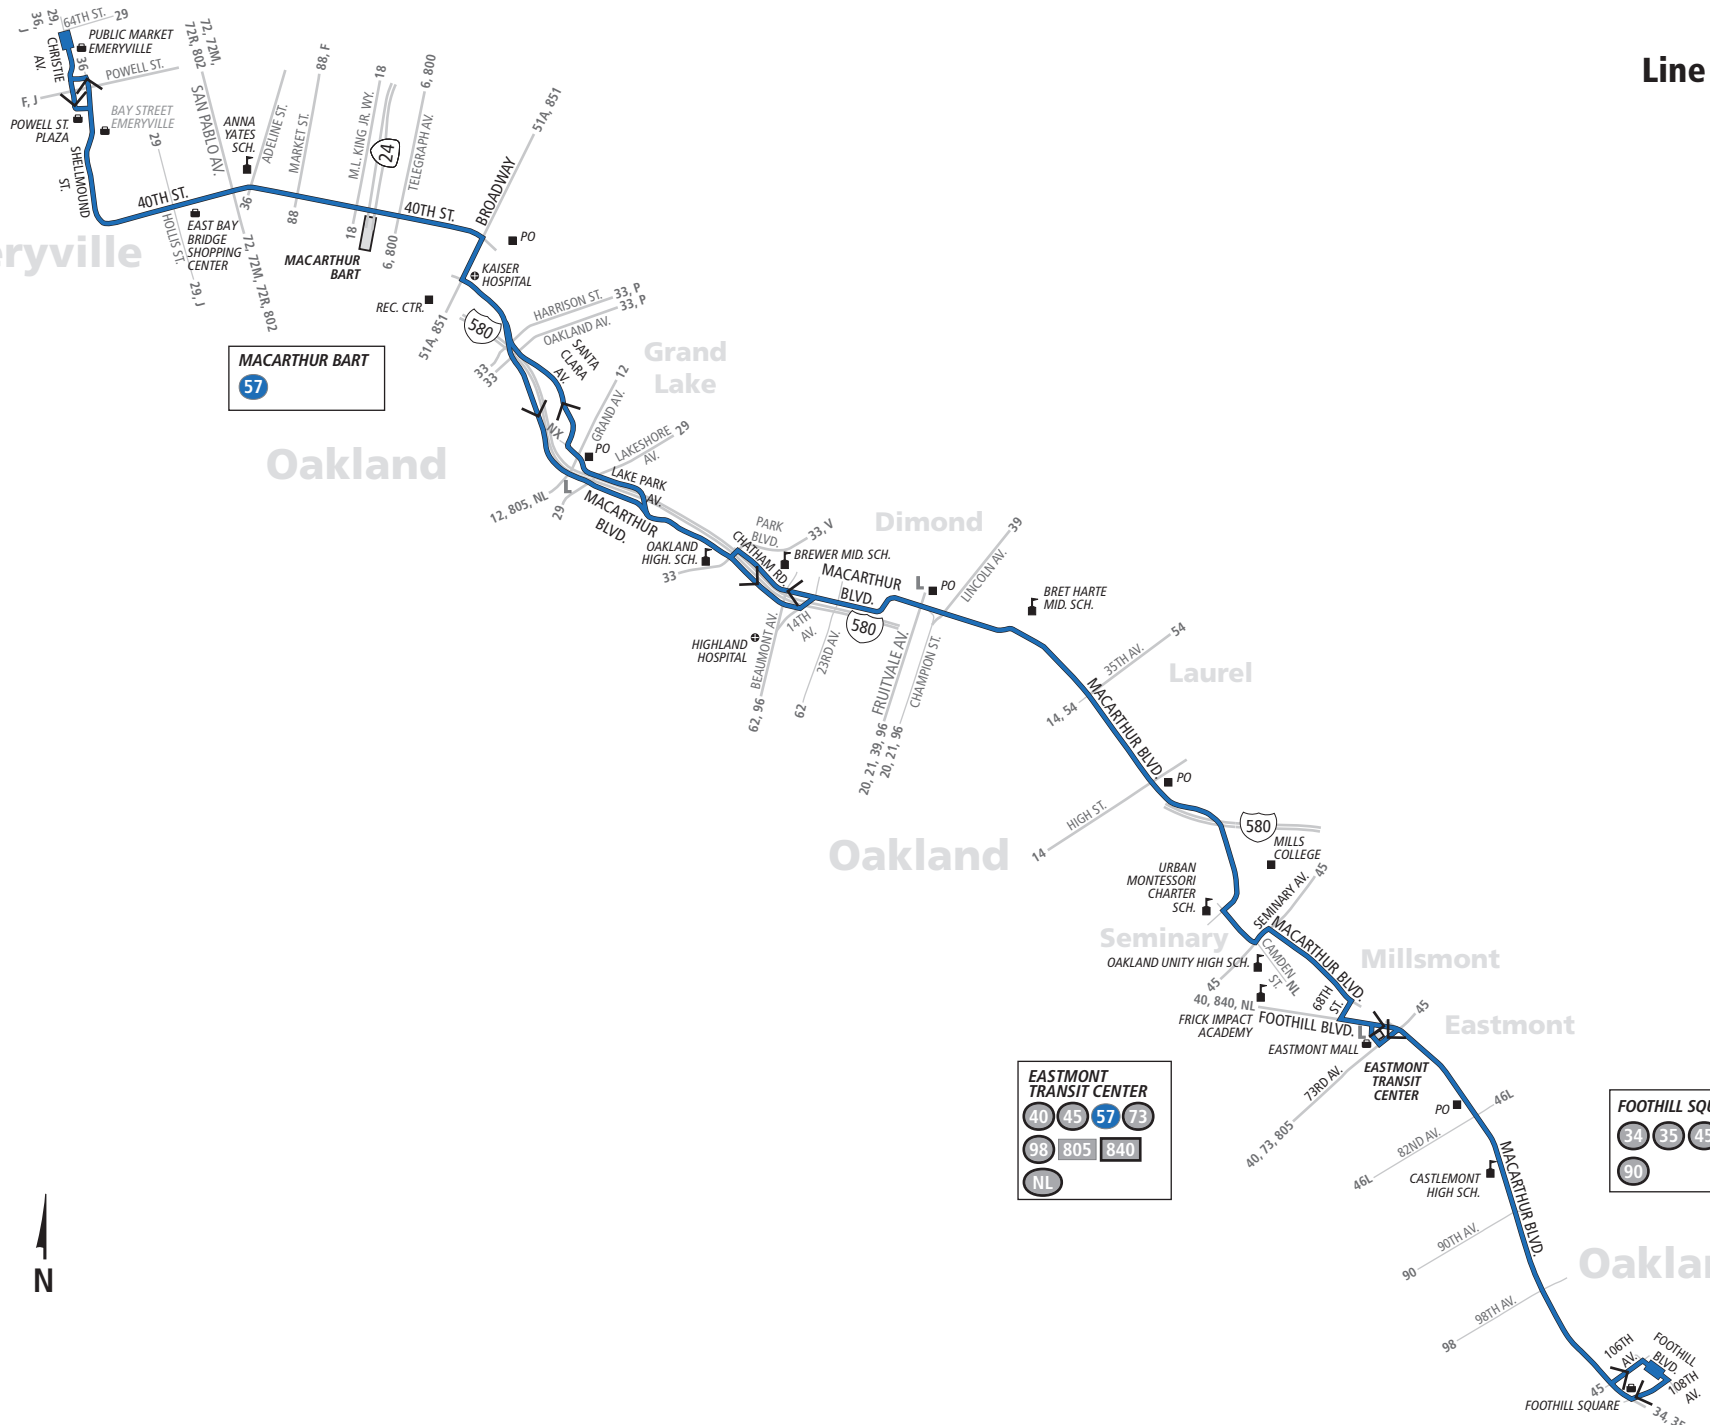 Line
29,
36,
J
64TH ST.
29
PUBLIC MARKET
EMERYVILLE
CHRISTIE
AV.
36
POWELL ST.
F, J
POWELL ST.
PLAZA
BAY STREET
EMERYVILLE
SHELLMOUND
ST.
72, 72M,
72R, 802
SAN PABLO AV.
29
ANNA
YATES
SCH.
ADELINE ST.
MARKET ST.
88, F
M.L. KING JR. WY.
18
24
TELEGRAPH AV.
6, 800
51A, 851
BROADWAY
40TH ST.
40TH ST.
HOLLIS ST.
29, J
EAST BAY
BRIDGE
SHOPPING
CENTER
36
72, 72M, 72R, 802
88
18
6, 800
MACARTHUR
BART
PO
KAISER
HOSPITAL
REC. CTR.
51A, 851
580
HARRISON ST.
33, P
OAKLAND AV.
33, P
33
33
SANTA
CLARA
AV.
eryville
MACARTHUR BART
57
Grand
Lake
12
GRAND AV.
NX
PO
LAKESHORE
AV.
29
LAKE PARK
AV.
L
12, 805, NL
29
MACARTHUR
BLVD.
Oakland
OAKLAND
HIGH. SCH.
33
PARK
BLVD.
33, V
CHATHAM RD.
BREWER MID. SCH.
MACARTHUR
BLVD.
Dimond
L
PO
LINCOLN AV.
39
BRET HARTE
MID. SCH.
HIGHLAND
HOSPITAL
BEAUMONT AV.
62, 96
14TH
AV.
23RD AV.
62
580
FRUITVALE AV.
CHAMPION ST.
20, 21, 39, 96
20, 21, 96
35TH AV.
54
14, 54
Laurel
MACARTHUR BLVD.
PO
HIGH ST.
14
Oakland
580
MILLS
COLLEGE
URBAN
MONTESSORI
CHARTER
SCH.
SEMINARY AV.
45
Seminary
MACARTHUR BLVD.
Millsmont
OAKLAND UNITY HIGH SCH.
CAMDEN
ST.
NL
45
40, 840, NL
FRICK IMPACT
ACADEMY
68TH
ST.
FOOTHILL BLVD.
L
45
Eastmont
EASTMONT MALL
73RD AV.
40, 73, 805
EASTMONT
TRANSIT
CENTER
EASTMONT
TRANSIT CENTER
40 45 57 73
98 805 840
NL
PO
46L
82ND AV.
46L
CASTLEMONT
HIGH SCH.
MACARTHUR BLVD.
FOOTHILL SQU
34 35 45
90
90TH AV.
90
98TH AV.
98
Oaklan
N
106TH
AV.
FOOTHILL
BLVD.
108TH
AV.
45
FOOTHILL SQUARE
34, 35